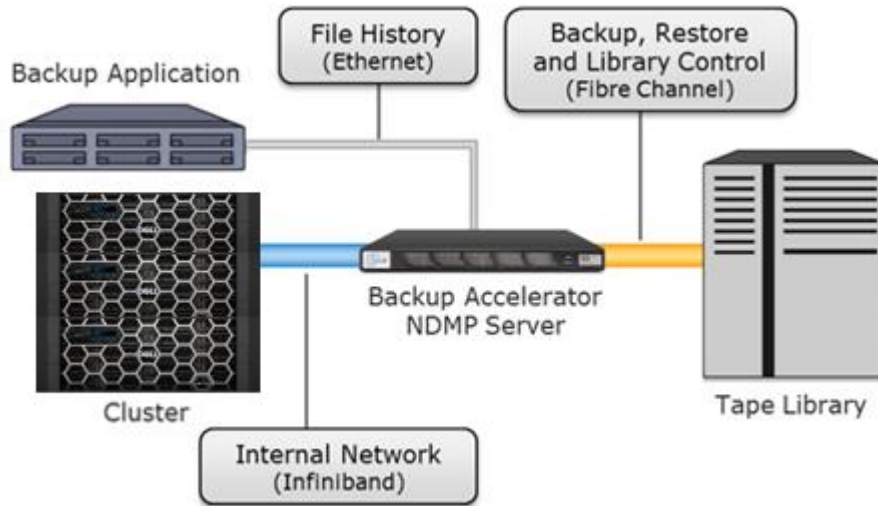 File History
(Ethernet)
Backup, Restore
and Library Control
(Fibre Channel)
Backup Application
Backup Accelerator
NDMP Server
Cluster
Tape Library
Internal Network
(Infiniband)